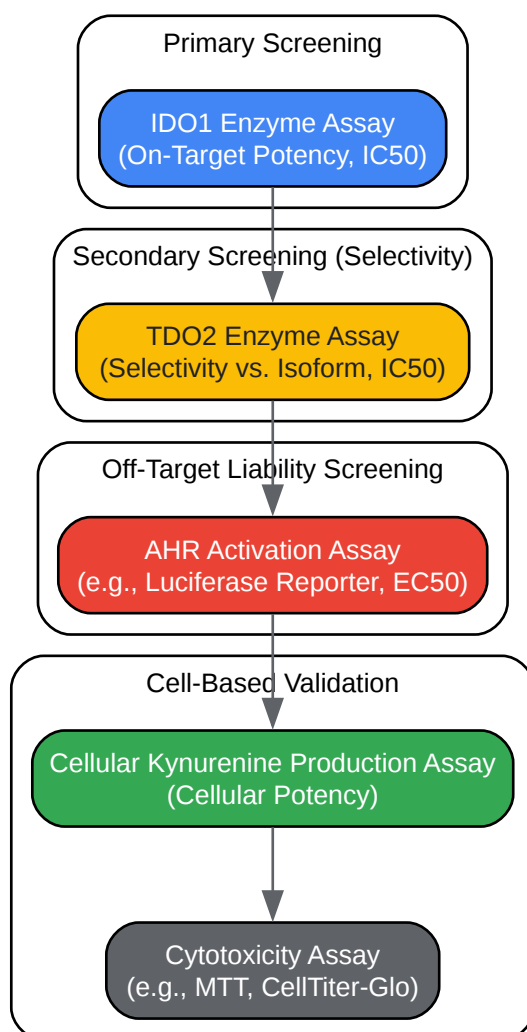 Primary Screening
IDO1 Enzyme Assay
(On-Target Potency, IC50)
Secondary Screening (Selectivity)
TDO2 Enzyme Assay
(Selectivity vs. Isoform, IC50)
Off-Target Liability Screening
AHR Activation Assay
(e.g., Luciferase Reporter, EC50)
Cell-Based Validation
Cellular Kynurenine Production Assay
(Cellular Potency)
Cytotoxicity Assay
(e.g., MTT, CellTiter-Glo)